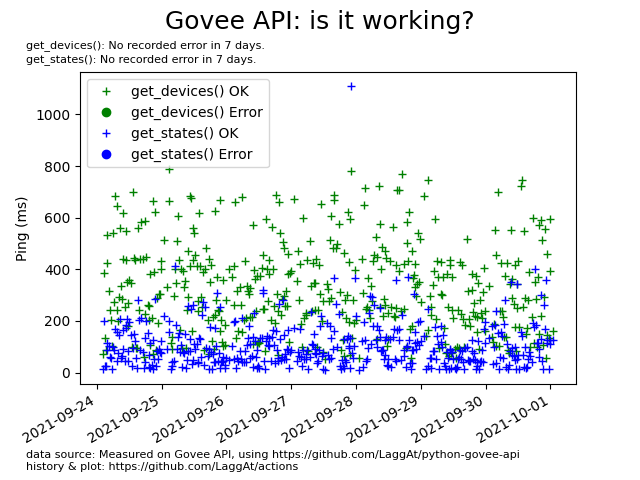 Govee API: is it working?
get_devices(): No recorded error in 7 days.
get_states(): No recorded error in 7 days.
get_devices() OK
get_devices() Error
get_states() OK
get_states() Error
Ping (ms)
1000
800
600
400
200
0
2021-09-24
2021-09-25
2021-09-26
2021-09-27
2021-09-28
2021-09-29
2021-09-30
2021-10-01
data source: Measured on Govee API, using https://github.com/LaggAt/python-govee-api
history & plot: https://github.com/LaggAt/actions